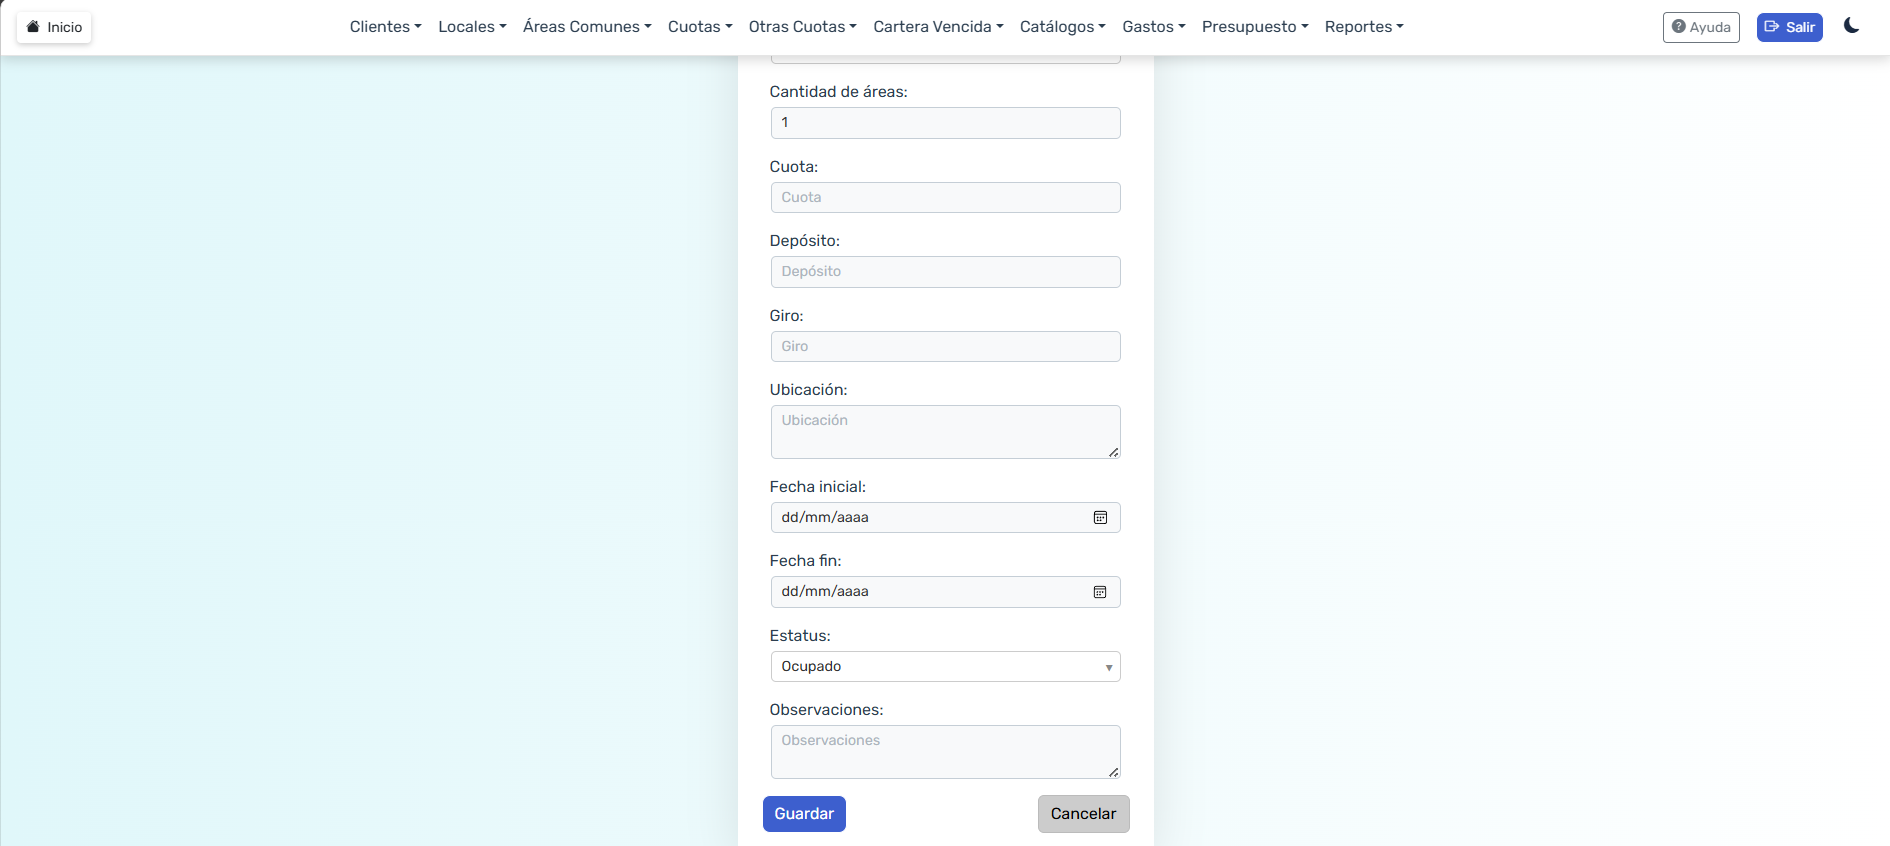 Inicio
Clientes
Locales
Áreas Comunes
Cuotas
Otras Cuotas
Cartera Vencida
Catálogos
Gastos
Presupuesto
Reportes
Ayuda
Salir
Cantidad de áreas:
1
Cuota:
Cuota
Depósito:
Depósito
Giro:
Giro
Ubicación:
Ubicación
Fecha inicial:
dd/mm/aaaa
Fecha fin:
dd/mm/aaaa
Estatus:
Ocupado
Observaciones:
Observaciones
Guardar
Cancelar